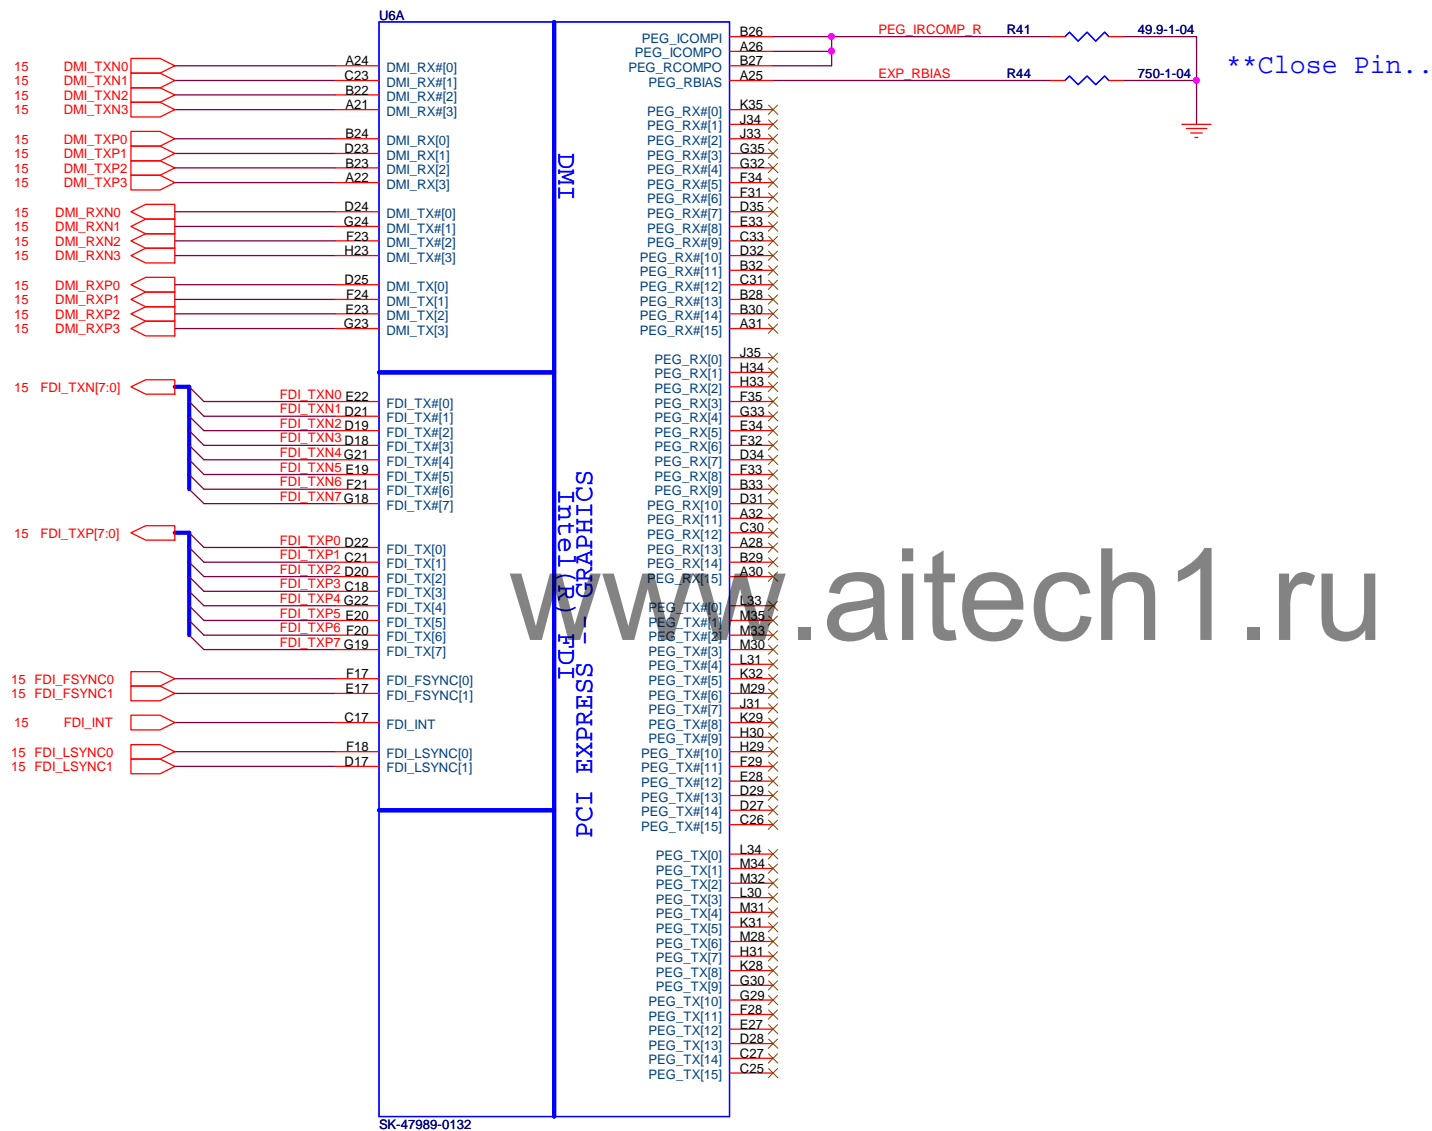 U6A
15 DMI_TXN0 A24 DMI_RX#[0]
15 DMI_TXN1 C23 DMI_RX#[1]
15 DMI_TXN2 B22 DMI_RX#[2]
15 DMI_TXN3 A21 DMI_RX#[3]
15 DMI_TXP0 B24 DMI_RX[0]
15 DMI_TXP1 D23 DMI_RX[1]
15 DMI_TXP2 B23 DMI_RX[2]
15 DMI_TXP3 A22 DMI_RX[3]
15 DMI_RXN0 D24 DMI_TX#[0]
15 DMI_RXN1 G24 DMI_TX#[1]
15 DMI_RXN2 F23 DMI_TX#[2]
15 DMI_RXN3 H23 DMI_TX#[3]
15 DMI_RXP0 D25 DMI_TX[0]
15 DMI_RXP1 F24 DMI_TX[1]
15 DMI_RXP2 E23 DMI_TX[2]
15 DMI_RXP3 G23 DMI_TX[3]
15 FDI_TXN[7:0]
FDI_TXN0 E22 FDI_TX#[0]
FDI_TXN1 D21 FDI_TX#[1]
FDI_TXN2 D19 FDI_TX#[2]
FDI_TXN3 D18 FDI_TX#[3]
FDI_TXN4 G21 FDI_TX#[4]
FDI_TXN5 E19 FDI_TX#[5]
FDI_TXN6 F21 FDI_TX#[6]
FDI_TXN7 G18 FDI_TX#[7]
15 FDI_TXP[7:0]
FDI_TXP0 D22 FDI_TX[0]
FDI_TXP1 C21 FDI_TX[1]
FDI_TXP2 D20 FDI_TX[2]
FDI_TXP3 C18 FDI_TX[3]
FDI_TXP4 G22 FDI_TX[4]
FDI_TXP5 E20 FDI_TX[5]
FDI_TXP6 F20 FDI_TX[6]
FDI_TXP7 G19 FDI_TX[7]
15 FDI_FSYNC0 F17 FDI_FSYNC[0]
15 FDI_FSYNC1 E17 FDI_FSYNC[1]
15 FDI_INT C17 FDI_INT
15 FDI_LSYNC0 F18 FDI_LSYNC[0]
15 FDI_LSYNC1 D17 FDI_LSYNC[1]
DMI
Intel(R) FDI
PCI EXPRESS -- GRAPHICS
PEG_ICOMPI B26 PEG_IRCOMP_R R41 49.9-1-04
PEG_ICOMPO A26
PEG_RCOMPO B27
PEG_RBIAS A25 EXP_RBIAS R44 750-1-04
**Close Pin..
PEG_RX#[0] K35
PEG_RX#[1] J34
PEG_RX#[2] J33
PEG_RX#[3] G35
PEG_RX#[4] G32
PEG_RX#[5] F34
PEG_RX#[6] F31
PEG_RX#[7] D35
PEG_RX#[8] E33
PEG_RX#[9] C33
PEG_RX#[10] D32
PEG_RX#[11] B32
PEG_RX#[12] C31
PEG_RX#[13] B28
PEG_RX#[14] B30
PEG_RX#[15] A31
PEG_RX[0] J35
PEG_RX[1] H34
PEG_RX[2] H33
PEG_RX[3] F35
PEG_RX[4] G33
PEG_RX[5] E34
PEG_RX[6] F32
PEG_RX[7] D34
PEG_RX[8] F33
PEG_RX[9] B33
PEG_RX[10] D31
PEG_RX[11] A32
PEG_RX[12] C30
PEG_RX[13] A28
PEG_RX[14] B29
PEG_RX[15] A30
PEG_TX#[0] L33
PEG_TX#[1] M35
PEG_TX#[2] M33
PEG_TX#[3] M30
PEG_TX#[4] L31
PEG_TX#[5] K32
PEG_TX#[6] M29
PEG_TX#[7] J31
PEG_TX#[8] K29
PEG_TX#[9] H30
PEG_TX#[10] H29
PEG_TX#[11] F29
PEG_TX#[12] E28
PEG_TX#[13] D29
PEG_TX#[14] D27
PEG_TX#[15] C26
PEG_TX[0] L34
PEG_TX[1] M34
PEG_TX[2] M32
PEG_TX[3] L30
PEG_TX[4] M31
PEG_TX[5] K31
PEG_TX[6] M28
PEG_TX[7] H31
PEG_TX[8] K28
PEG_TX[9] G30
PEG_TX[10] G29
PEG_TX[11] F28
PEG_TX[12] E27
PEG_TX[13] D28
PEG_TX[14] C27
PEG_TX[15] C25
www.aitech1.ru
SK-47989-0132